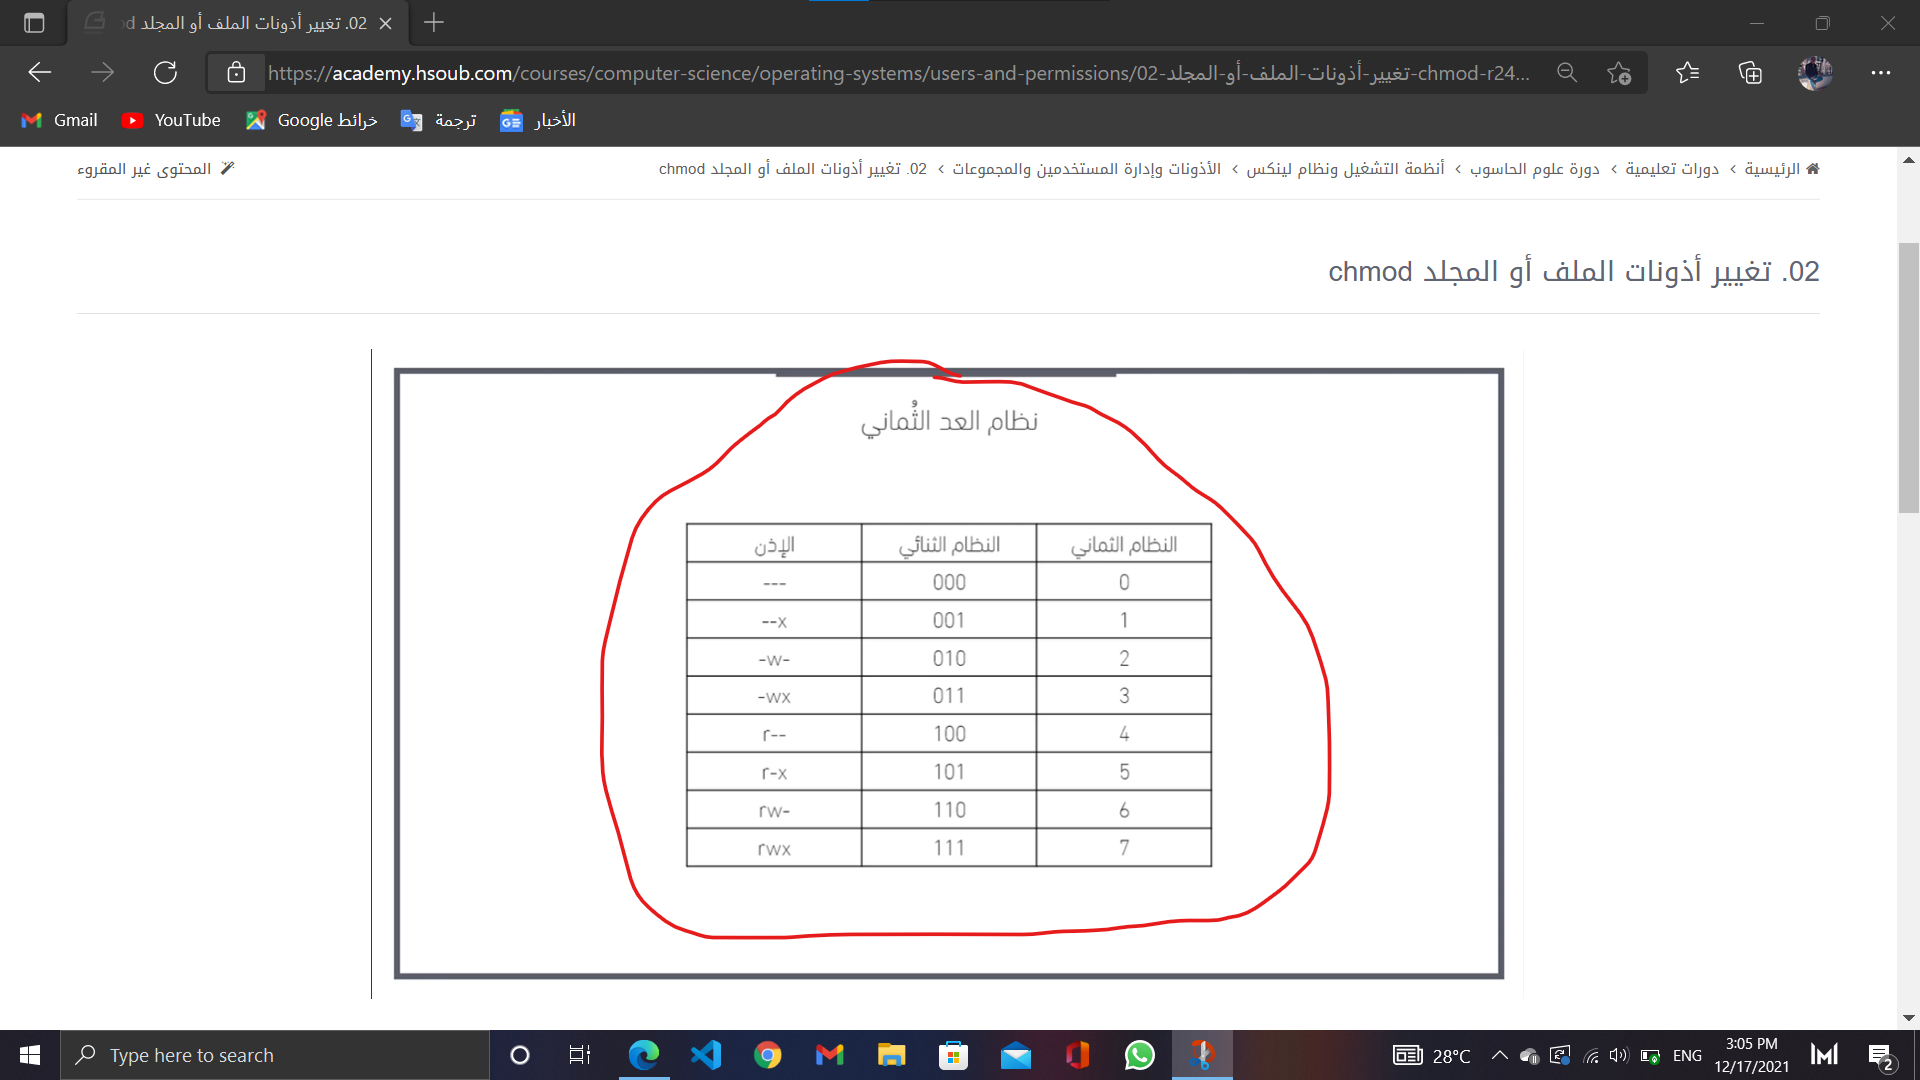 02. تغيير أذونات الملف أو المجلد
https://academy.hsoub.com/courses/computer-science/operating-systems/users-and-permissions/02-تغيير-أذونات-الملف-أو-المجلد-chmod-r24...
Gmail YouTube خرائط Google ترجمة الأخبار
الرئيسية › دورات تعليمية › دورة علوم الحاسوب › أنظمة التشغيل ونظام لينكس › الأذونات وإدارة المستخدمين والمجموعات › 02. تغيير أذونات الملف أو المجلد chmod
المحتوى غير المقروء
02. تغيير أذونات الملف أو المجلد chmod
نظام العد الثُماني
النظام الثماني النظام الثنائي الإذن
0 000 ---
1 001 --x
2 010 -w-
3 011 -wx
4 100 r--
5 101 r-x
6 110 rw-
7 111 rwx
Type here to search
28°C ENG 3:05 PM
12/17/2021
2